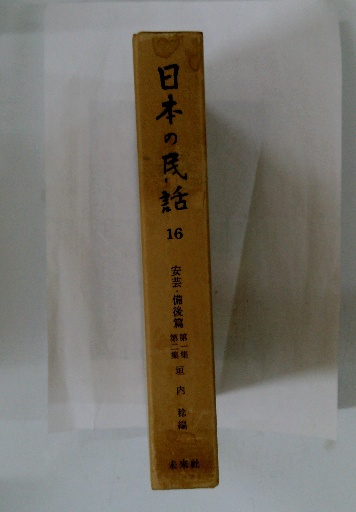 日本の民話
16
安芸・備後篇
第一集
第二集
垣内稔編
未来社